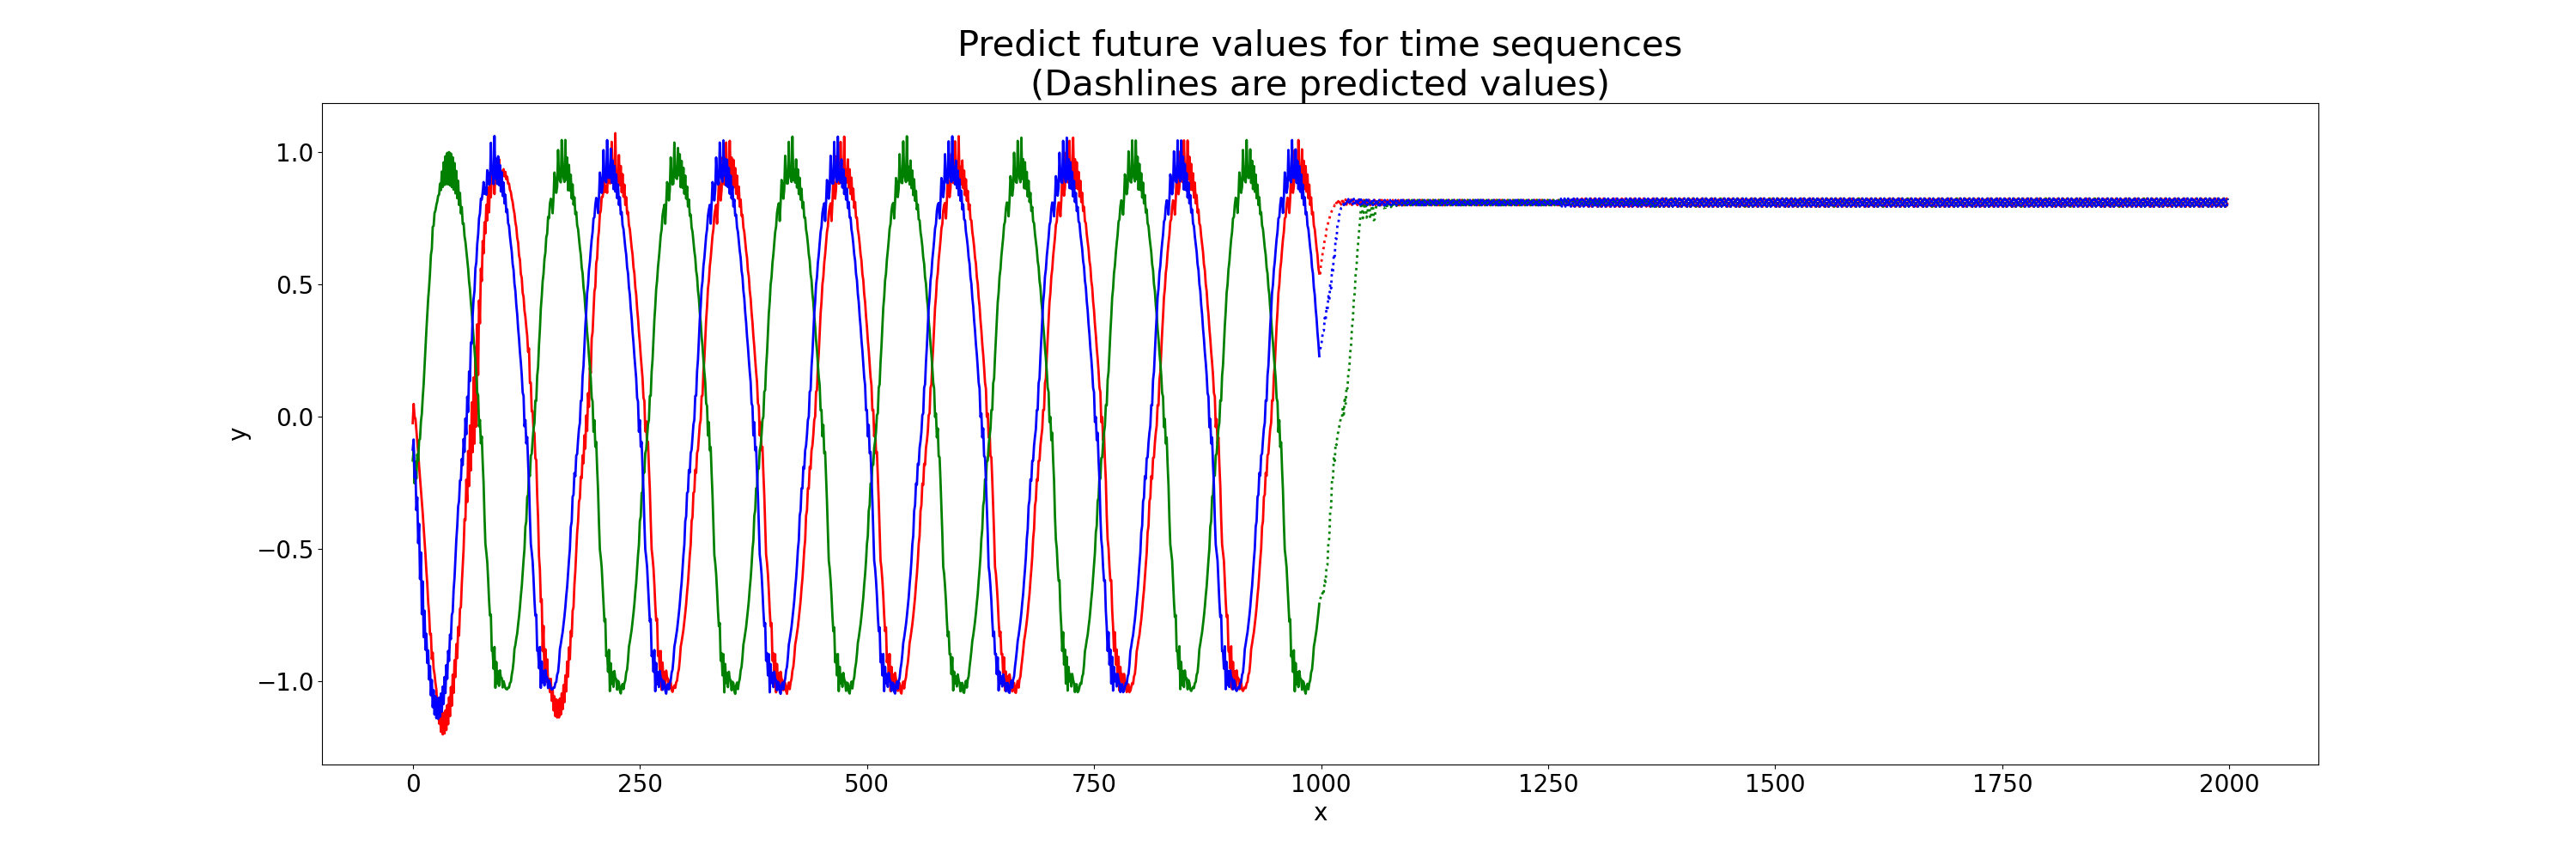 Predict future values for time sequences
(Dashlines are predicted values)
1.0
0.5
0.0
−0.5
−1.0
y
0 250 500 750 1000 1250 1500 1750 2000
x